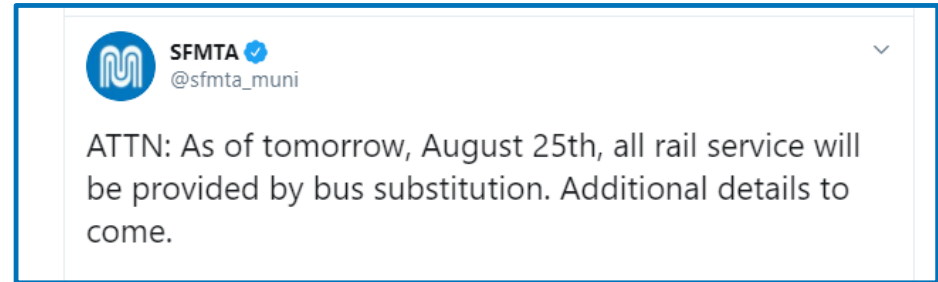 SFMTA
@sfmta_muni
ATTN: As of tomorrow, August 25th, all rail service will
be provided by bus substitution. Additional details to
come.